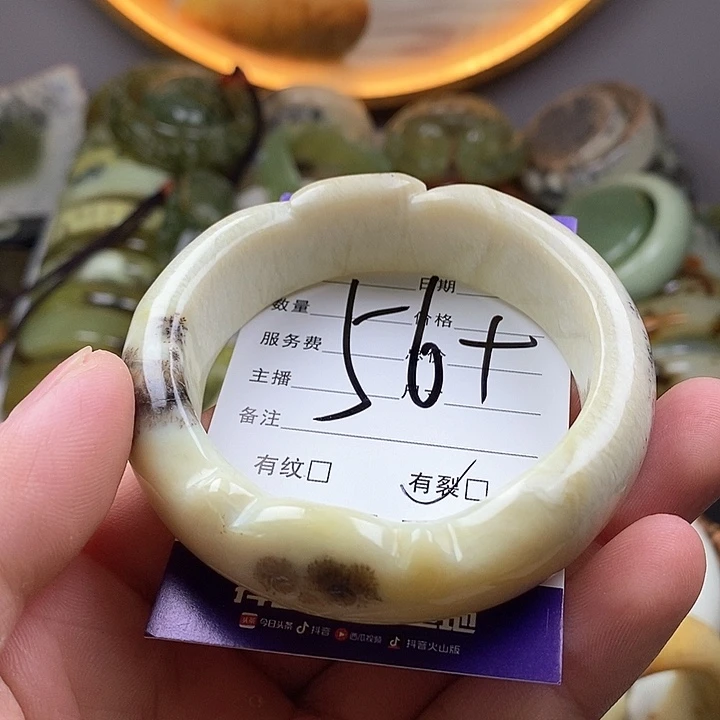 日期
数量 价格
56+
服务费
主播
备注
有纹□ 有裂□
今日头条 抖音 西瓜视频 抖音火山版